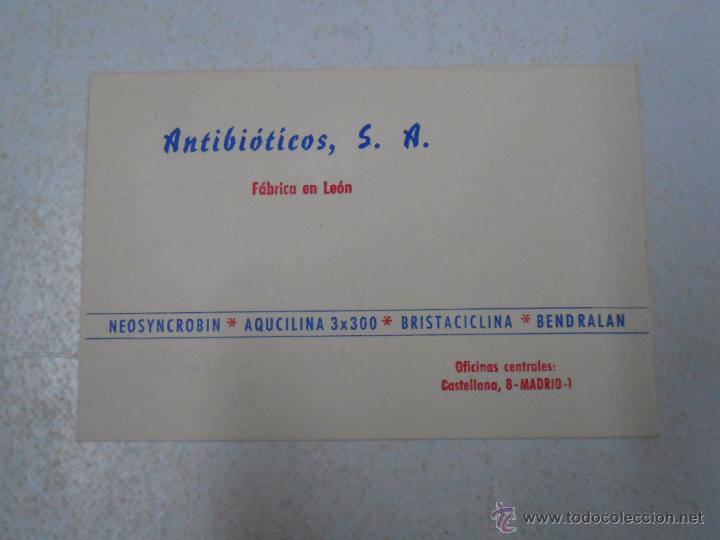 Antibióticos, S. A.
Fábrica en León
NEOSYNCROBIN * AQUCILINA 3x300 * BRISTACICLINA * BENDRALAN
Oficinas centrales:
Castellana, 8-MADRID-1
© www.todocoleccion.net